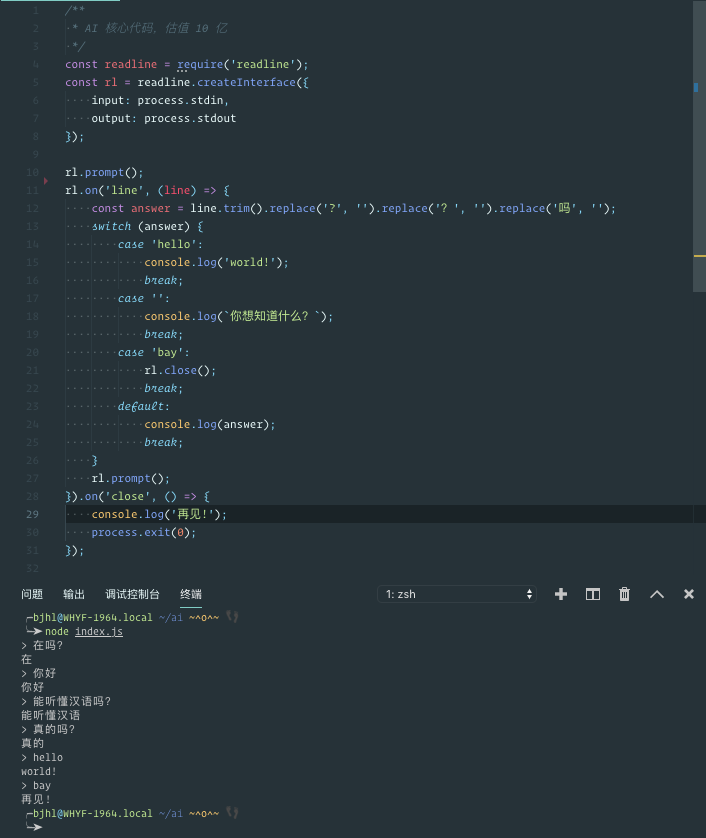 1 /**
2  * AI 核心代码，估值 10 亿
3  */
4 const readline = require('readline');
5 const rl = readline.createInterface({
6     input: process.stdin,
7     output: process.stdout
8 });
9
10 rl.prompt();
11 rl.on('line', (line) => {
12     const answer = line.trim().replace('?', '').replace('？', '').replace('吗', '');
13     switch (answer) {
14         case 'hello':
15             console.log('world!');
16             break;
17         case '':
18             console.log(`你想知道什么？`);
19             break;
20         case 'bay':
21             rl.close();
22             break;
23         default:
24             console.log(answer);
25             break;
26     }
27     rl.prompt();
28 }).on('close', () => {
29     console.log('再见！');
30     process.exit(0);
31 });
32
问题 输出 调试控制台 终端 1: zsh
╭─bjhl@WHYF-1964.local ~/ai ~~^o^~~
╰─➤ node index.js
> 在吗?
在
> 你好
你好
> 能听懂汉语吗?
能听懂汉语
> 真的吗?
真的
> hello
world!
> bay
再见！
╭─bjhl@WHYF-1964.local ~/ai ~~^o^~~
╰─➤